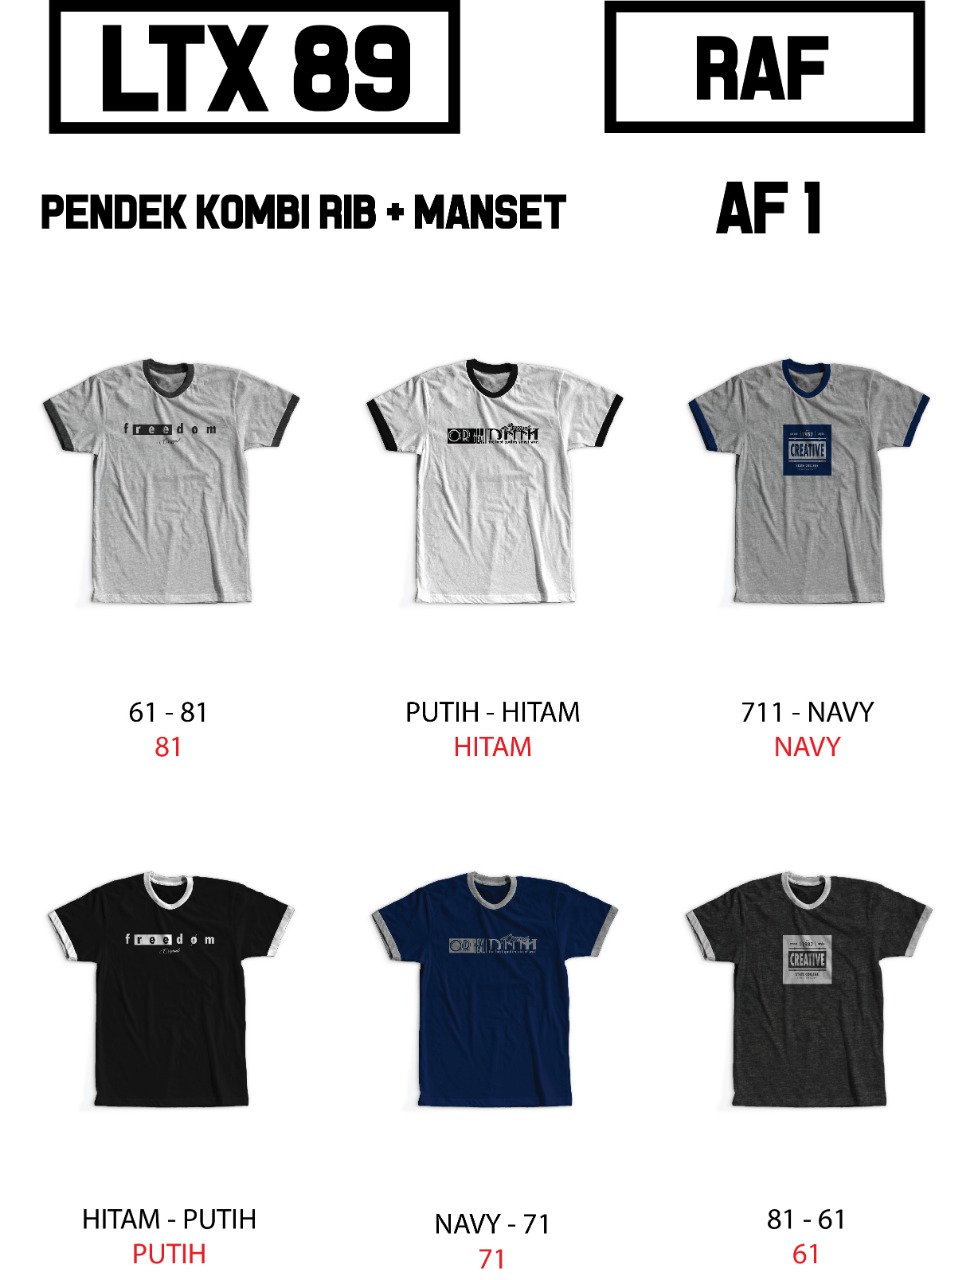 LTX 89
RAF
PENDEK KOMBI RIB + MANSET
AF 1
freedom
CREATIVE
61 - 81
81
PUTIH - HITAM
HITAM
711 - NAVY
NAVY
freedom
CREATIVE
HITAM - PUTIH
PUTIH
NAVY - 71
71
81 - 61
61